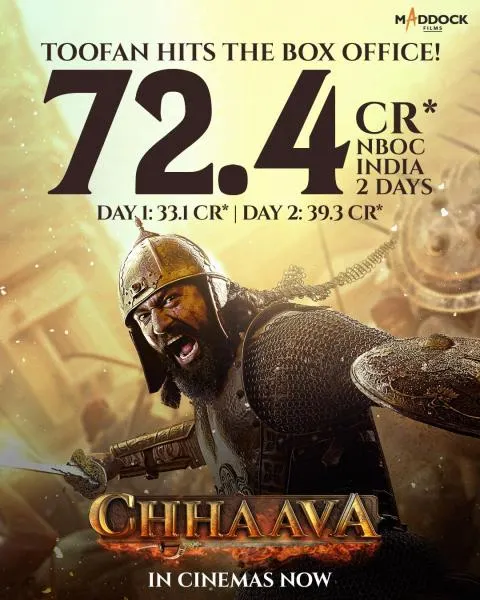 MADDOCK
FILMS
TOOFAN HITS THE BOX OFFICE!
72.4
CR*
NBOC
INDIA
2 DAYS
DAY 1: 33.1 CR* | DAY 2: 39.3 CR*
CHHAAVA
IN CINEMAS NOW